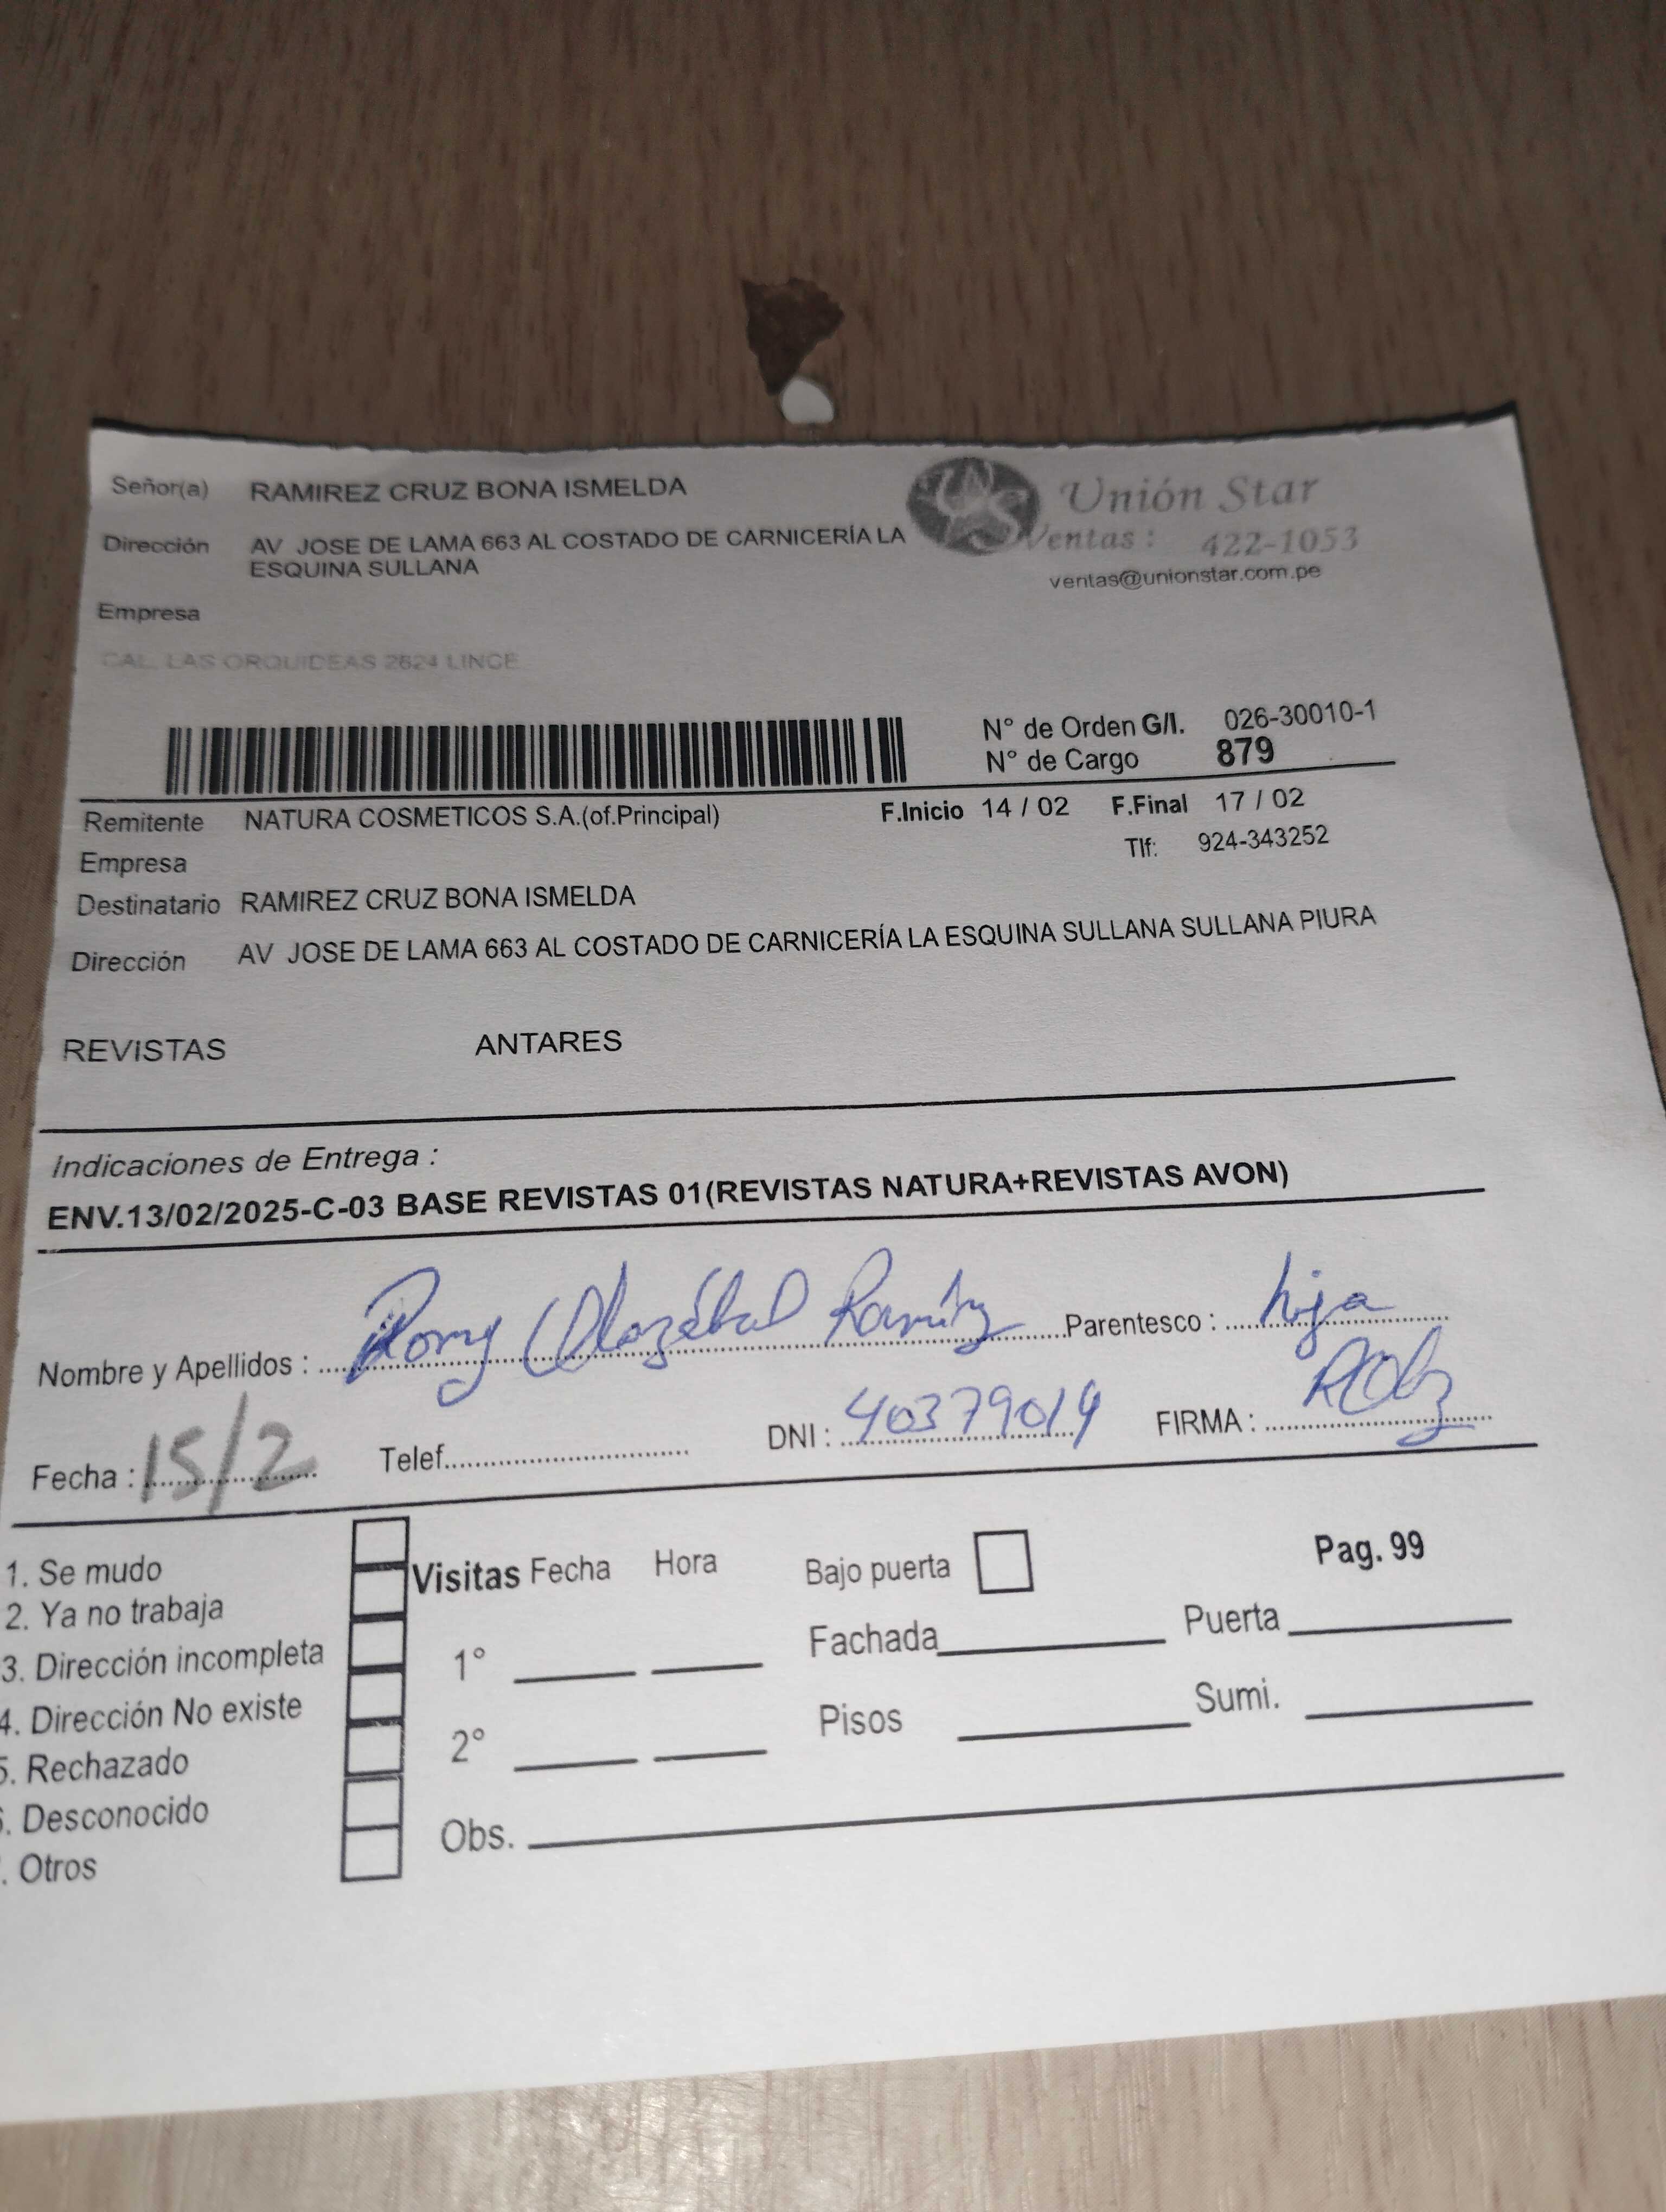 Señor(a) RAMIREZ CRUZ BONA ISMELDA
Unión Star
Dirección AV JOSE DE LAMA 663 AL COSTADO DE CARNICERÍA LA
ESQUINA SULLANA
Ventas : 422-1053
ventas@unionstar.com.pe
Empresa
CAL. LAS ORQUIDEAS 2624 LINCE
N° de Orden G/I. 026-30010-1
N° de Cargo 879
Remitente NATURA COSMETICOS S.A.(of.Principal) F.Inicio 14 / 02 F.Final 17 / 02
Empresa Tlf: 924-343252
Destinatario RAMIREZ CRUZ BONA ISMELDA
Dirección AV JOSE DE LAMA 663 AL COSTADO DE CARNICERÍA LA ESQUINA SULLANA SULLANA PIURA
REVISTAS ANTARES
Indicaciones de Entrega :
ENV.13/02/2025-C-03 BASE REVISTAS 01(REVISTAS NATURA+REVISTAS AVON)
Nombre y Apellidos : Romy Olazábal Ramírez Parentesco : hija
Fecha : 15/2 Telef. DNI : 40379019 FIRMA :
1. Se mudo
2. Ya no trabaja
3. Dirección incompleta
4. Dirección No existe
5. Rechazado
. Desconocido
. Otros
Visitas Fecha Hora
1°
2°
Obs.
Bajo puerta Pag. 99
Fachada Puerta
Pisos Sumi.